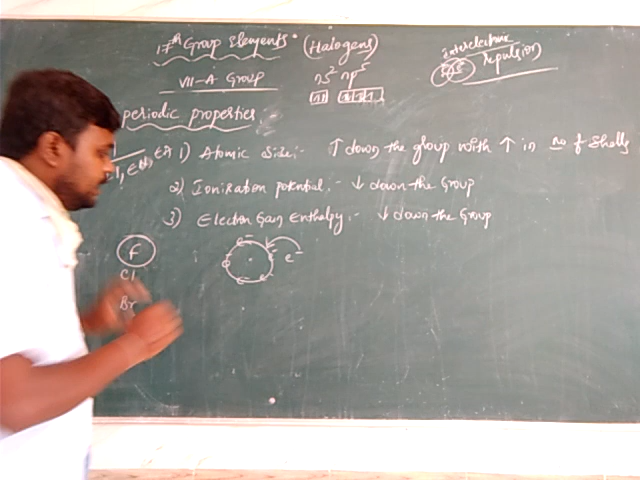 17th Group Elements (Halogens)
interelectronic
repulsion
VII-A Group ns² np⁵
periodic properties
1) Atomic Side:- ↑ down the group with ↑ in no of Shells
2) Ionization potential:- ↓ down the Group
3) Electron Gain Enthalpy:- ↓ down the Group
F
e⁻
e⁻
Cl
Br